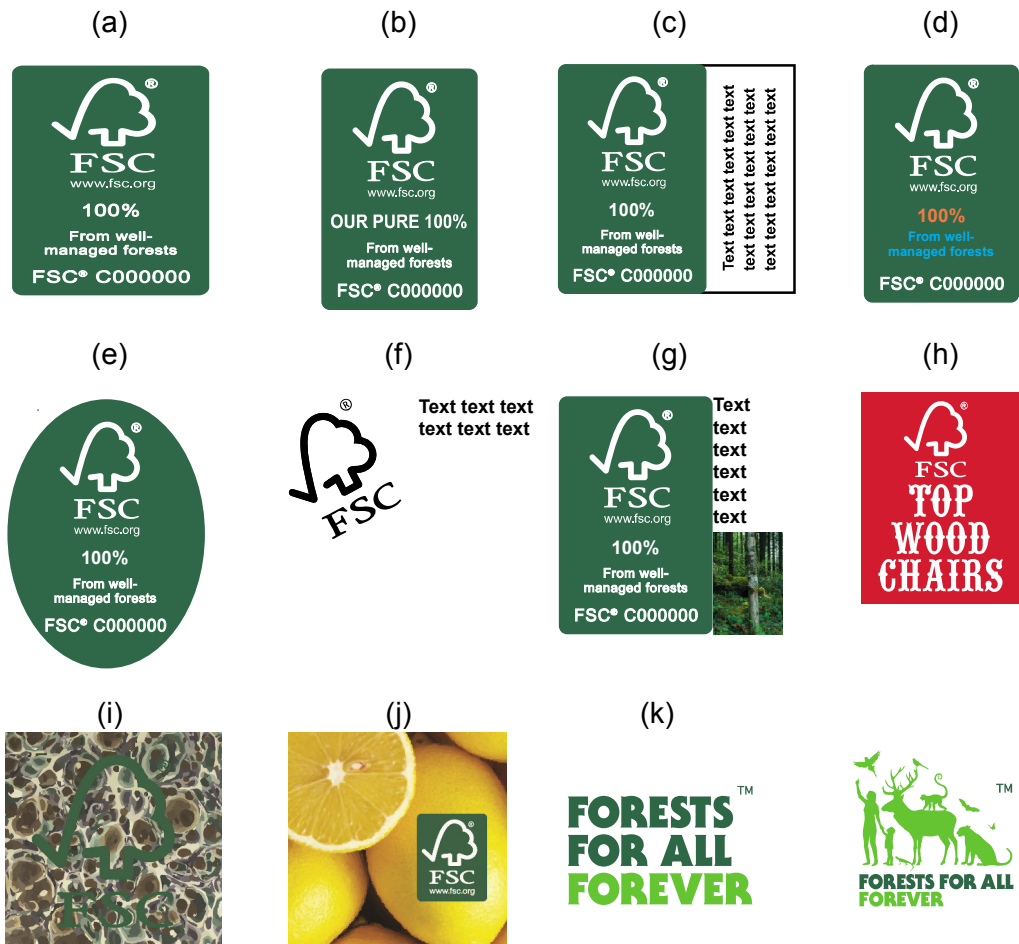 (a)
(b)
(c)
(d)
®
FSC
www.fsc.org
100%
From well-
managed forests
FSC® C000000
®
FSC
www.fsc.org
OUR PURE 100%
From well-
managed forests
FSC® C000000
®
FSC
www.fsc.org
100%
From well-
managed forests
FSC® C000000
Text text text text text text
text text text text text text
text text text text text text
®
FSC
www.fsc.org
100%
From well-
managed forests
FSC® C000000
(e)
(f)
(g)
(h)
®
FSC
www.fsc.org
100%
From well-
managed forests
FSC® C000000
®
FSC
Text text text
text text text
®
FSC
www.fsc.org
100%
From well-
managed forests
FSC® C000000
Text
text
text
text
text
text
®
FSC
TOP
WOOD
CHAIRS
(i)
(j)
(k)
®
FSC
®
FSC
www.fsc.org
TM
FORESTS
FOR ALL
FOREVER
TM
FORESTS FOR ALL
FOREVER